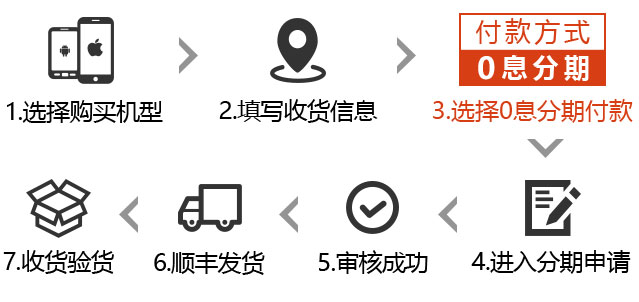 付款方式
0息分期
1.选择购买机型
2.填写收货信息
3.选择0息分期付款
4.进入分期申请
5.审核成功
6.顺丰发货
7.收货验货